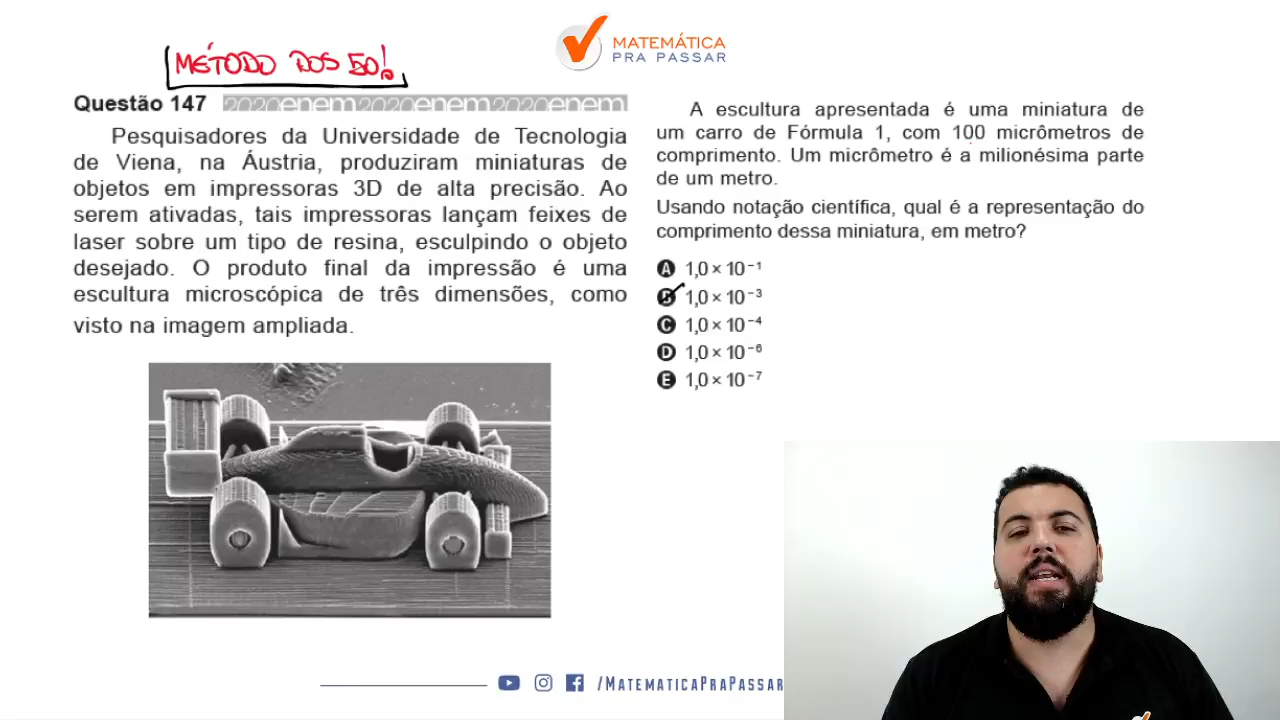 MÉTODO DOS 50!
MATEMÁTICA
PRA PASSAR
Questão 147
2020enem2020enem2020enem
Pesquisadores da Universidade de Tecnologia
de Viena, na Áustria, produziram miniaturas de
objetos em impressoras 3D de alta precisão. Ao
serem ativadas, tais impressoras lançam feixes de
laser sobre um tipo de resina, esculpindo o objeto
desejado. O produto final da impressão é uma
escultura microscópica de três dimensões, como
visto na imagem ampliada.
A escultura apresentada é uma miniatura de
um carro de Fórmula 1, com 100 micrômetros de
comprimento. Um micrômetro é a milionésima parte
de um metro.
Usando notação científica, qual é a representação do
comprimento dessa miniatura, em metro?
A 1,0 × 10⁻¹
B 1,0 × 10⁻³
C 1,0 × 10⁻⁴
D 1,0 × 10⁻⁶
E 1,0 × 10⁻⁷
/MATEMATICAPRAPASSAR